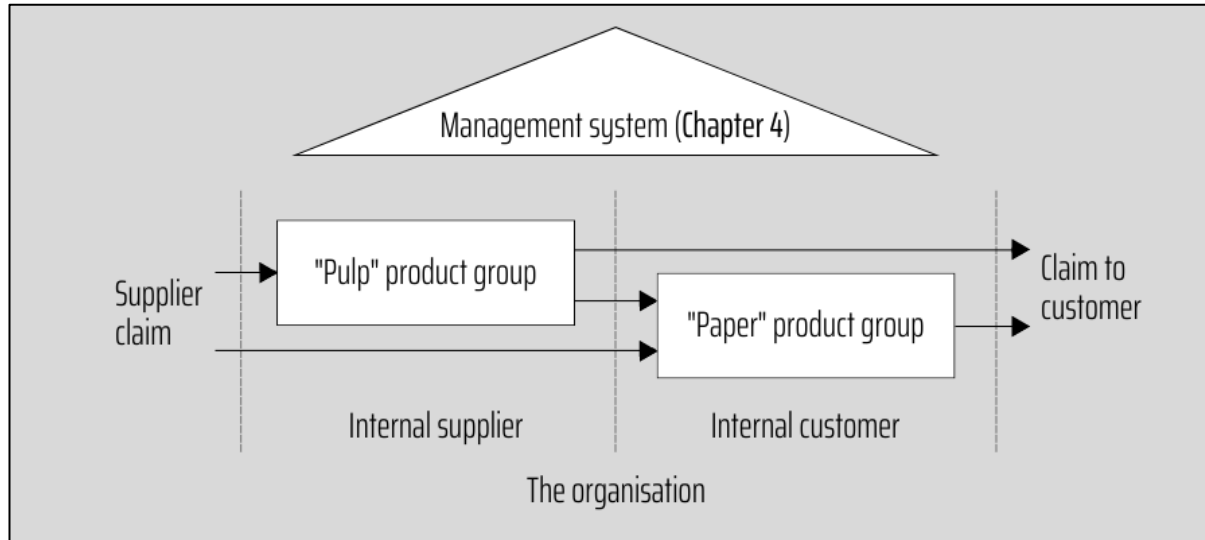 Management system (Chapter 4)
"Pulp" product group
Supplier
claim
"Paper" product group
Claim to
customer
Internal supplier
Internal customer
The organisation